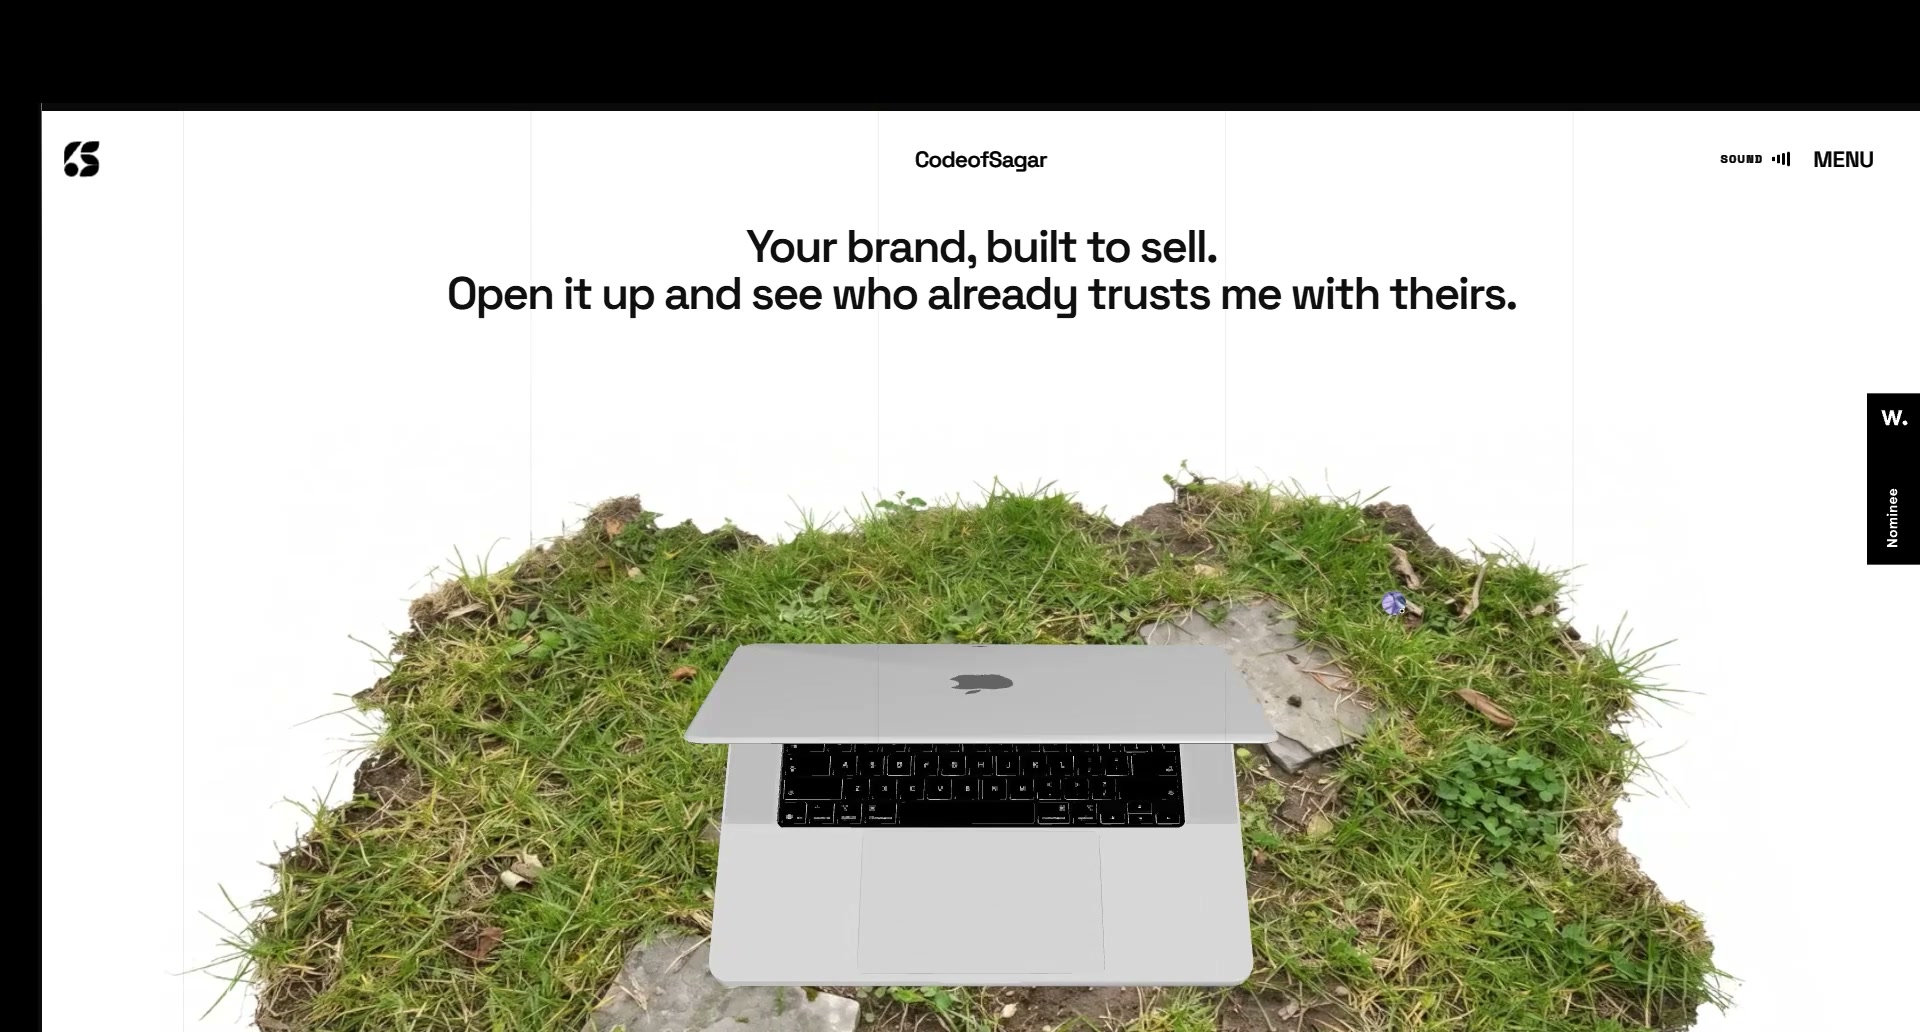 CodeofSagar
SOUND
MENU
Your brand, built to sell.
Open it up and see who already trusts me with theirs.
W.
Nominee